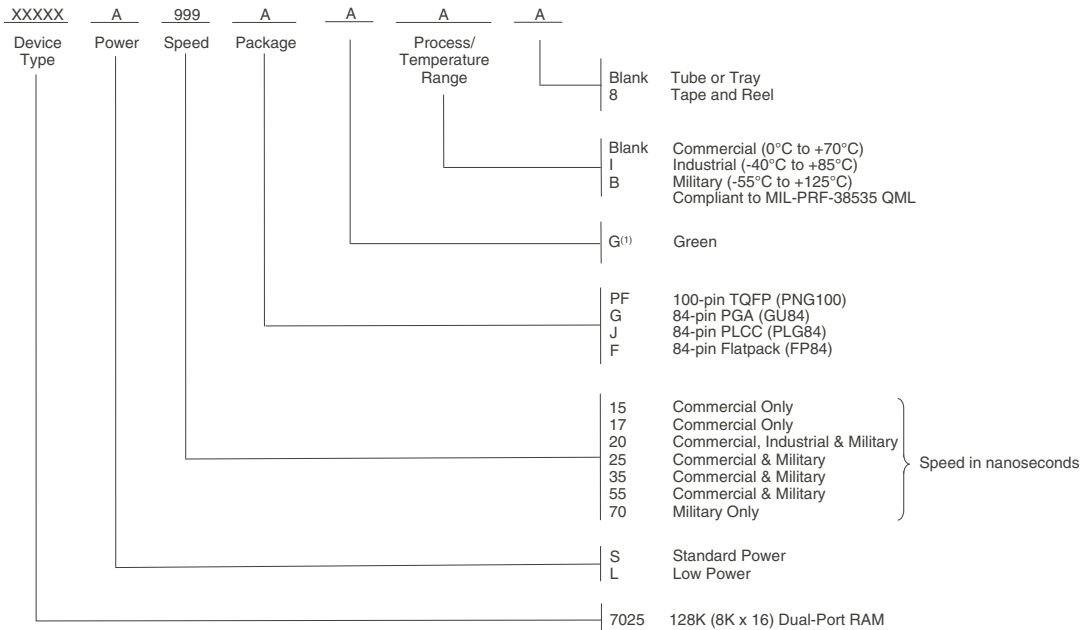 XXXXX A 999 A A A A
Device Type Power Speed Package Process/ Temperature Range
Blank Tube or Tray
8 Tape and Reel
Blank Commercial (0°C to +70°C)
I Industrial (-40°C to +85°C)
B Military (-55°C to +125°C)
Compliant to MIL-PRF-38535 QML
G(1) Green
PF 100-pin TQFP (PNG100)
G 84-pin PGA (GU84)
J 84-pin PLCC (PLG84)
F 84-pin Flatpack (FP84)
15 Commercial Only
17 Commercial Only
20 Commercial, Industrial & Military
25 Commercial & Military
Speed in nanoseconds
35 Commercial & Military
55 Commercial & Military
70 Military Only
S Standard Power
L Low Power
7025 128K (8K x 16) Dual-Port RAM